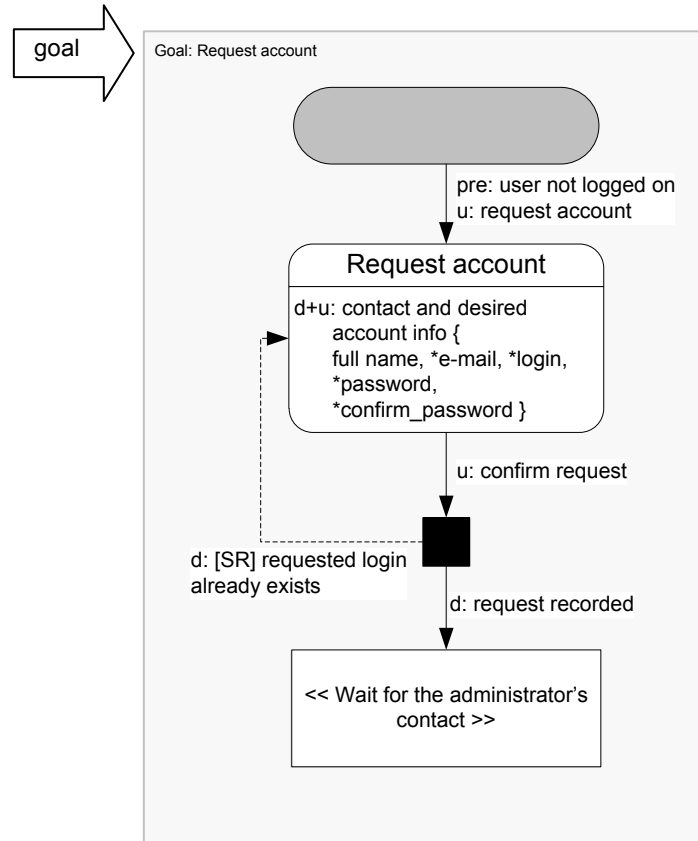 goal
Goal: Request account
pre: user not logged on
u: request account
Request account
d+u: contact and desired
account info {
full name, *e-mail, *login,
*password,
*confirm_password }
u: confirm request
d: [SR] requested login
already exists
d: request recorded
<< Wait for the administrator's
contact >>